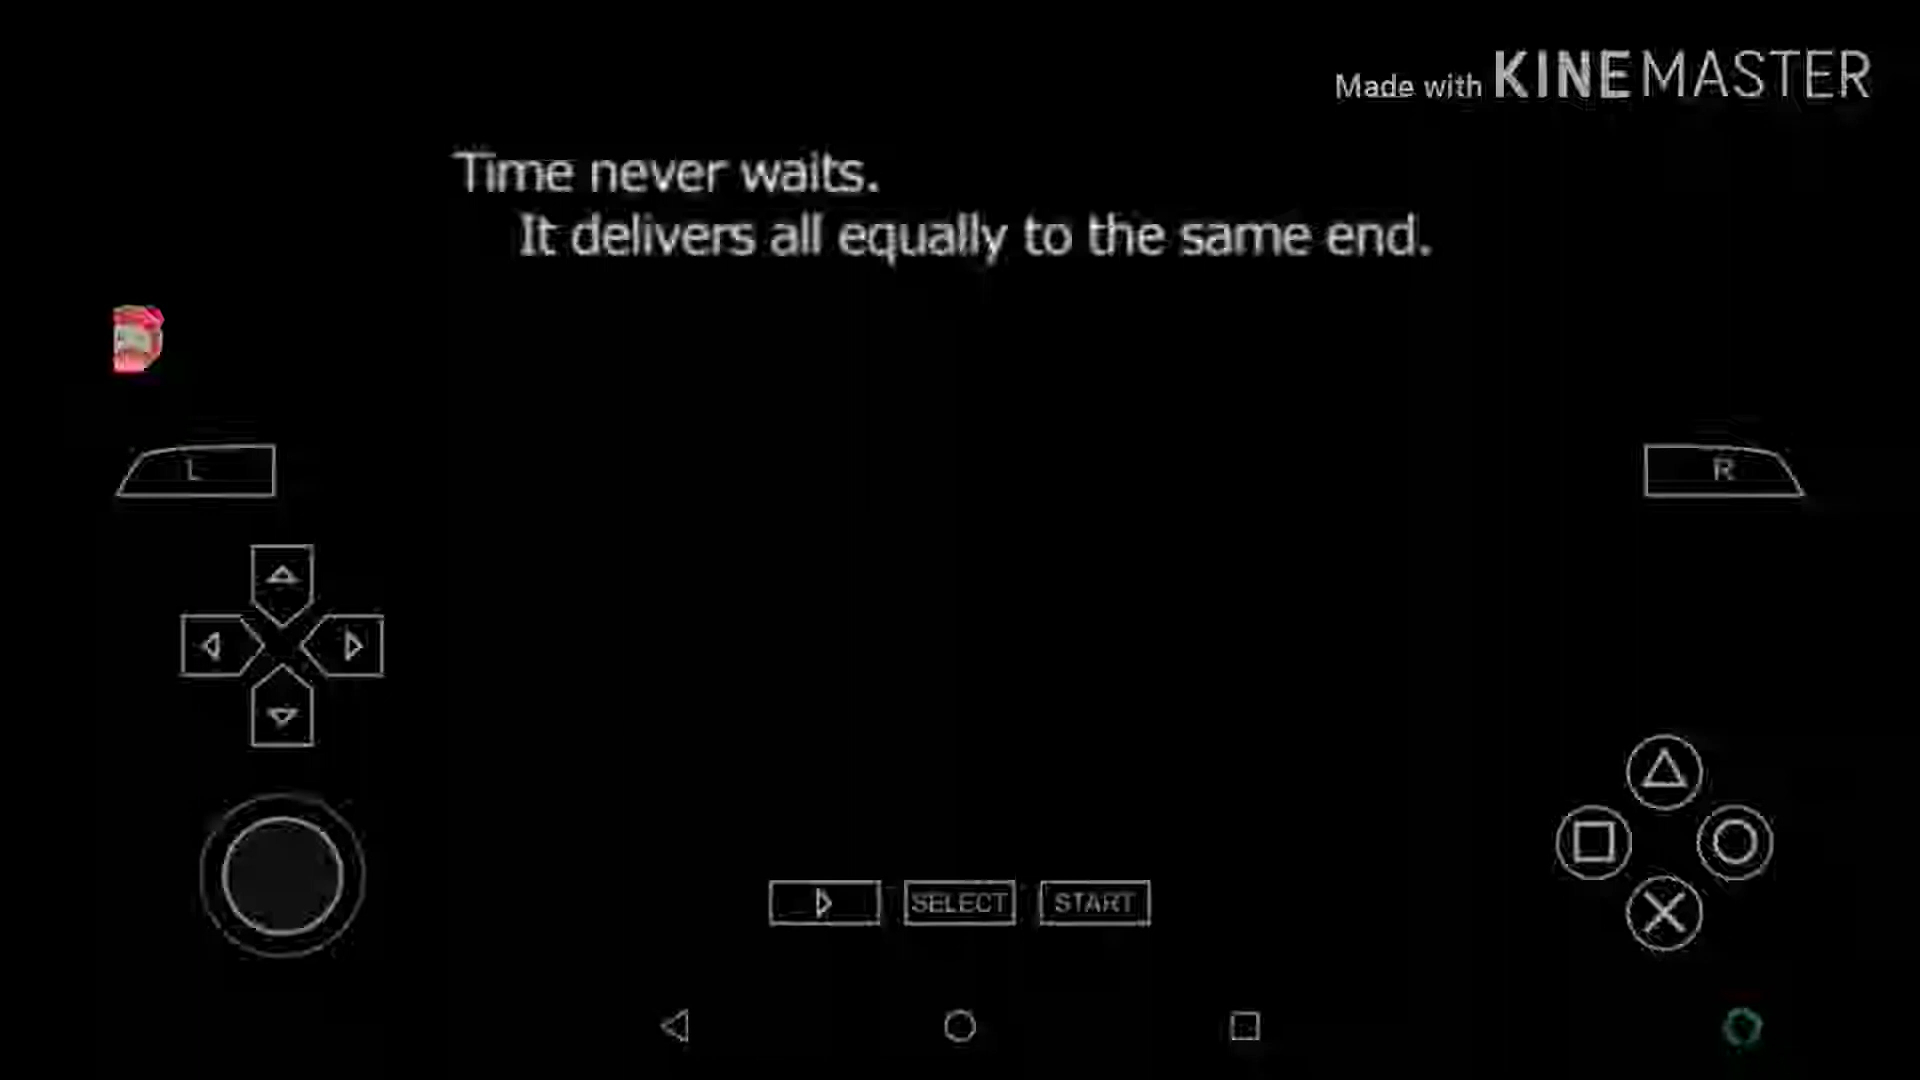 Made with KINEMASTER
Time never waits.
It delivers all equally to the same end.
L
R
SELECT
START